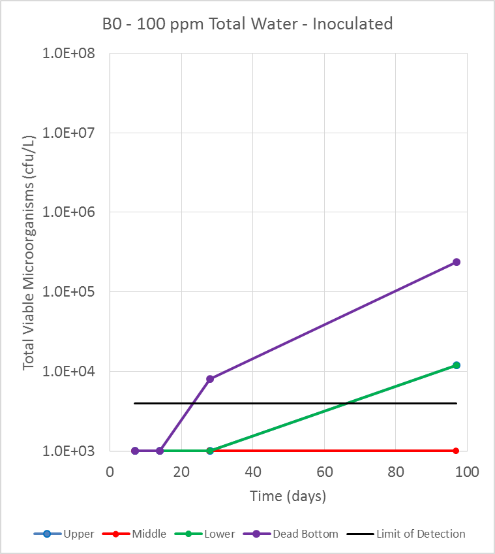 B0 - 100 ppm Total Water - Inoculated
1.0E+08
1.0E+07
1.0E+06
1.0E+05
1.0E+04
1.0E+03
Total Viable Microorganisms (cfu/L)
0 20 40 60 80 100
Time (days)
Upper Middle Lower Dead Bottom Limit of Detection